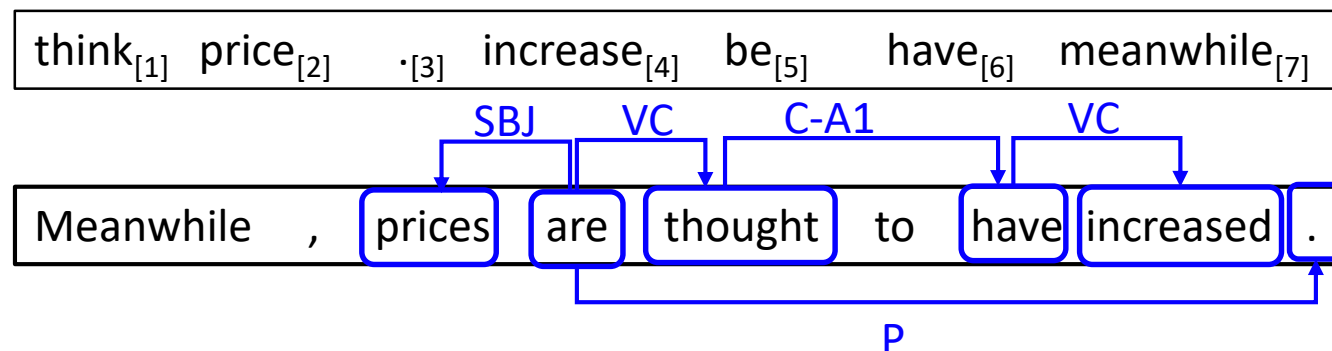 think[1] price[2] .[3] increase[4] be[5] have[6] meanwhile[7]
SBJ VC C-A1 VC
Meanwhile , prices are thought to have increased .
P